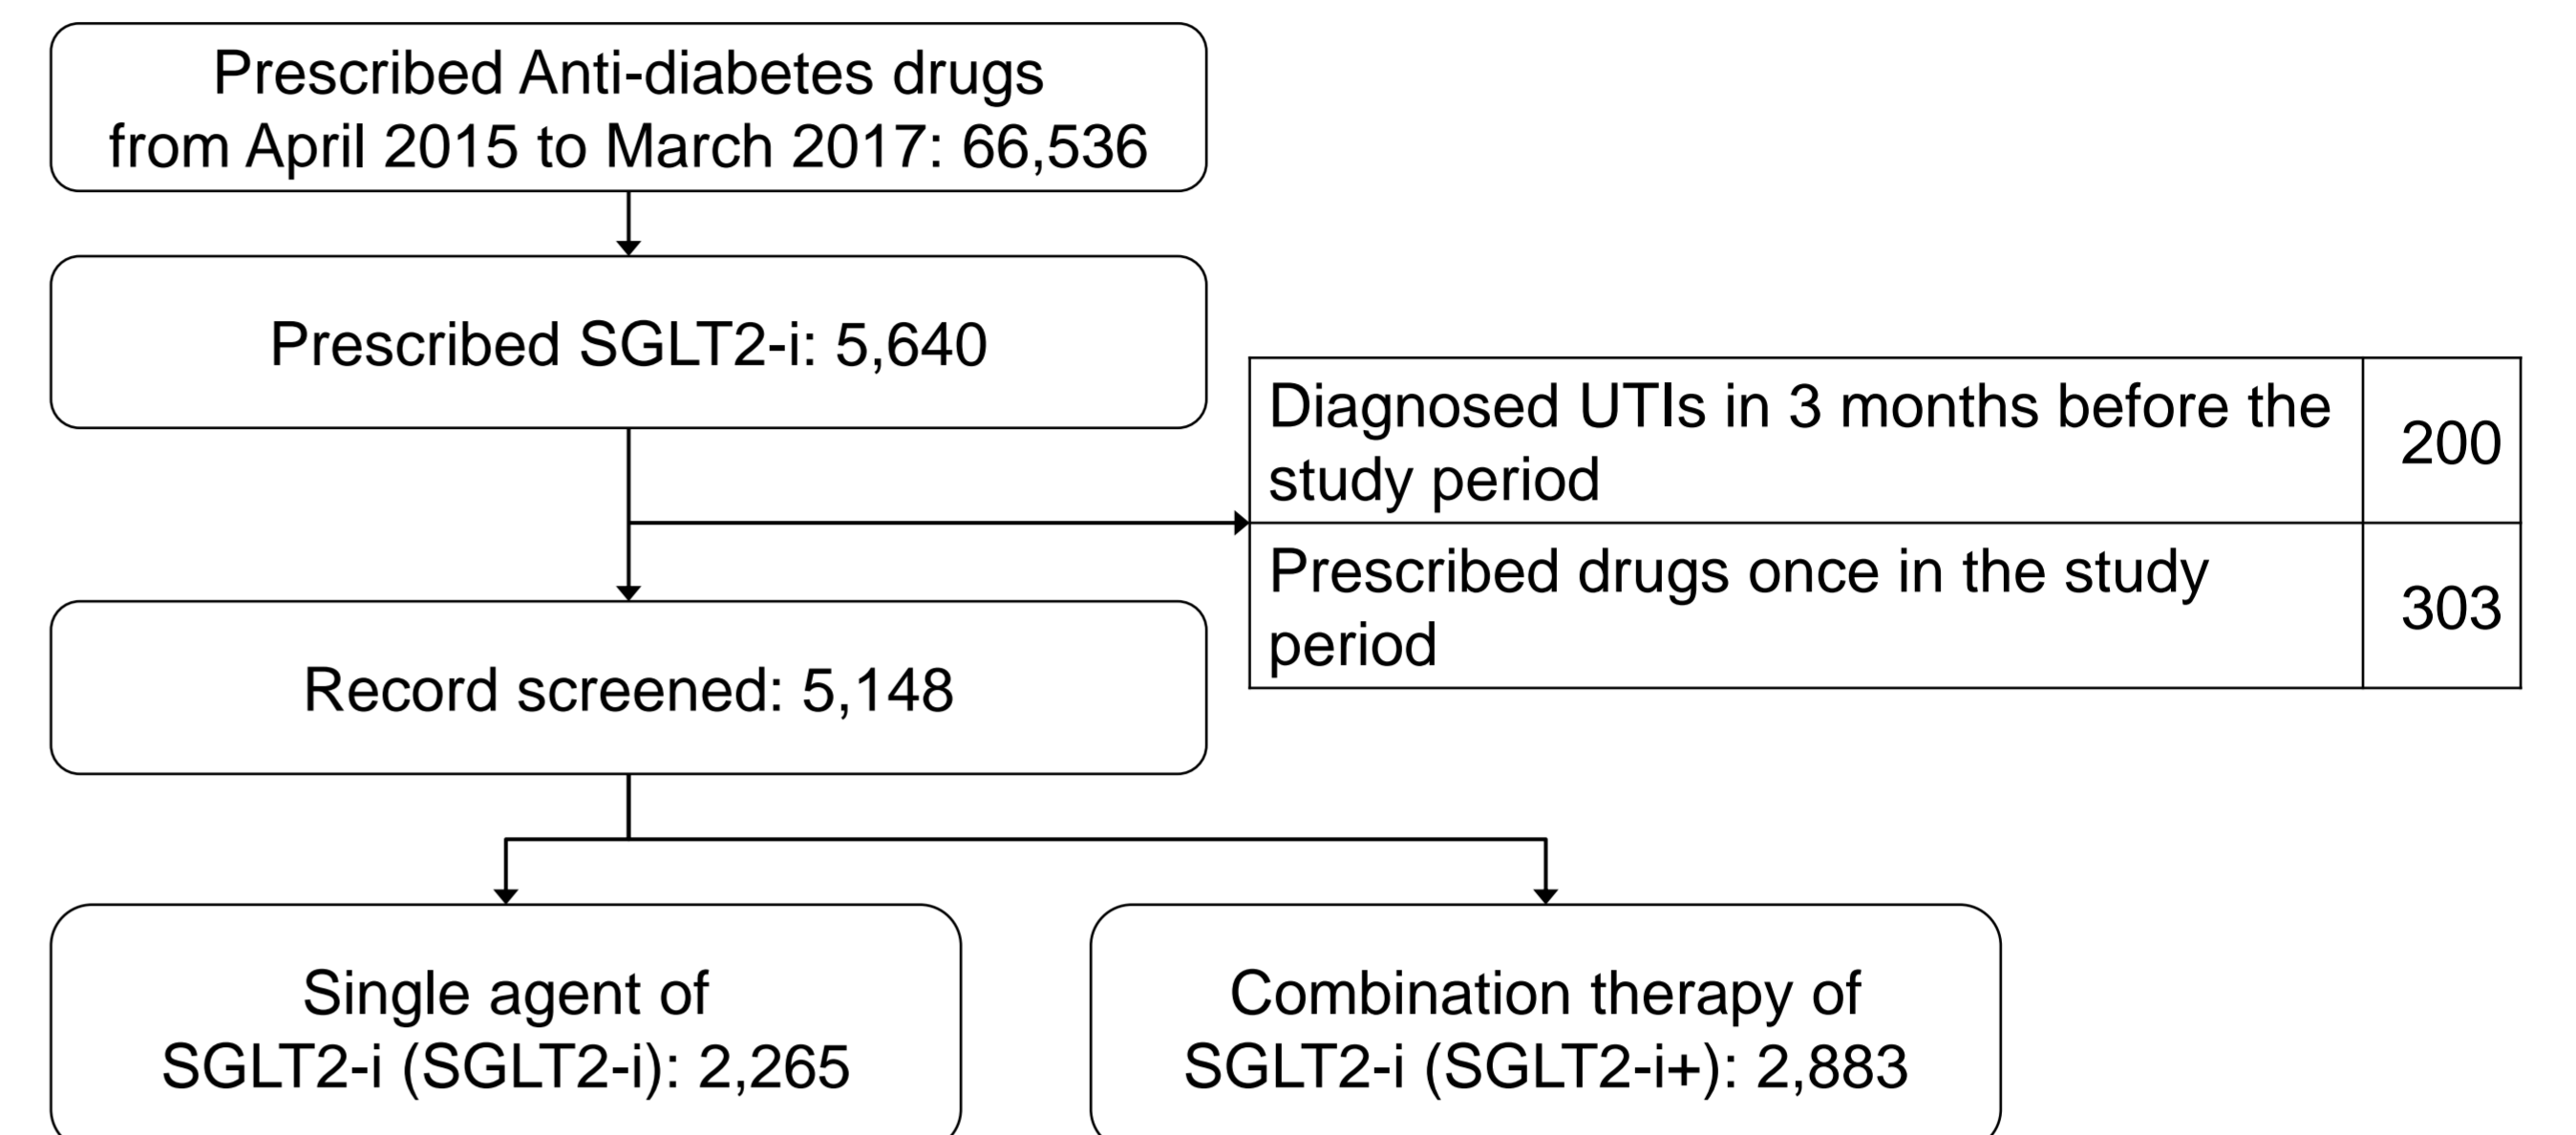 Prescribed Anti-diabetes drugs
from April 2015 to March 2017: 66,536
Prescribed SGLT2-i: 5,640
Diagnosed UTIs in 3 months before the
study period
200
Prescribed drugs once in the study
period
303
Record screened: 5,148
Single agent of
SGLT2-i (SGLT2-i): 2,265
Combination therapy of
SGLT2-i (SGLT2-i+): 2,883